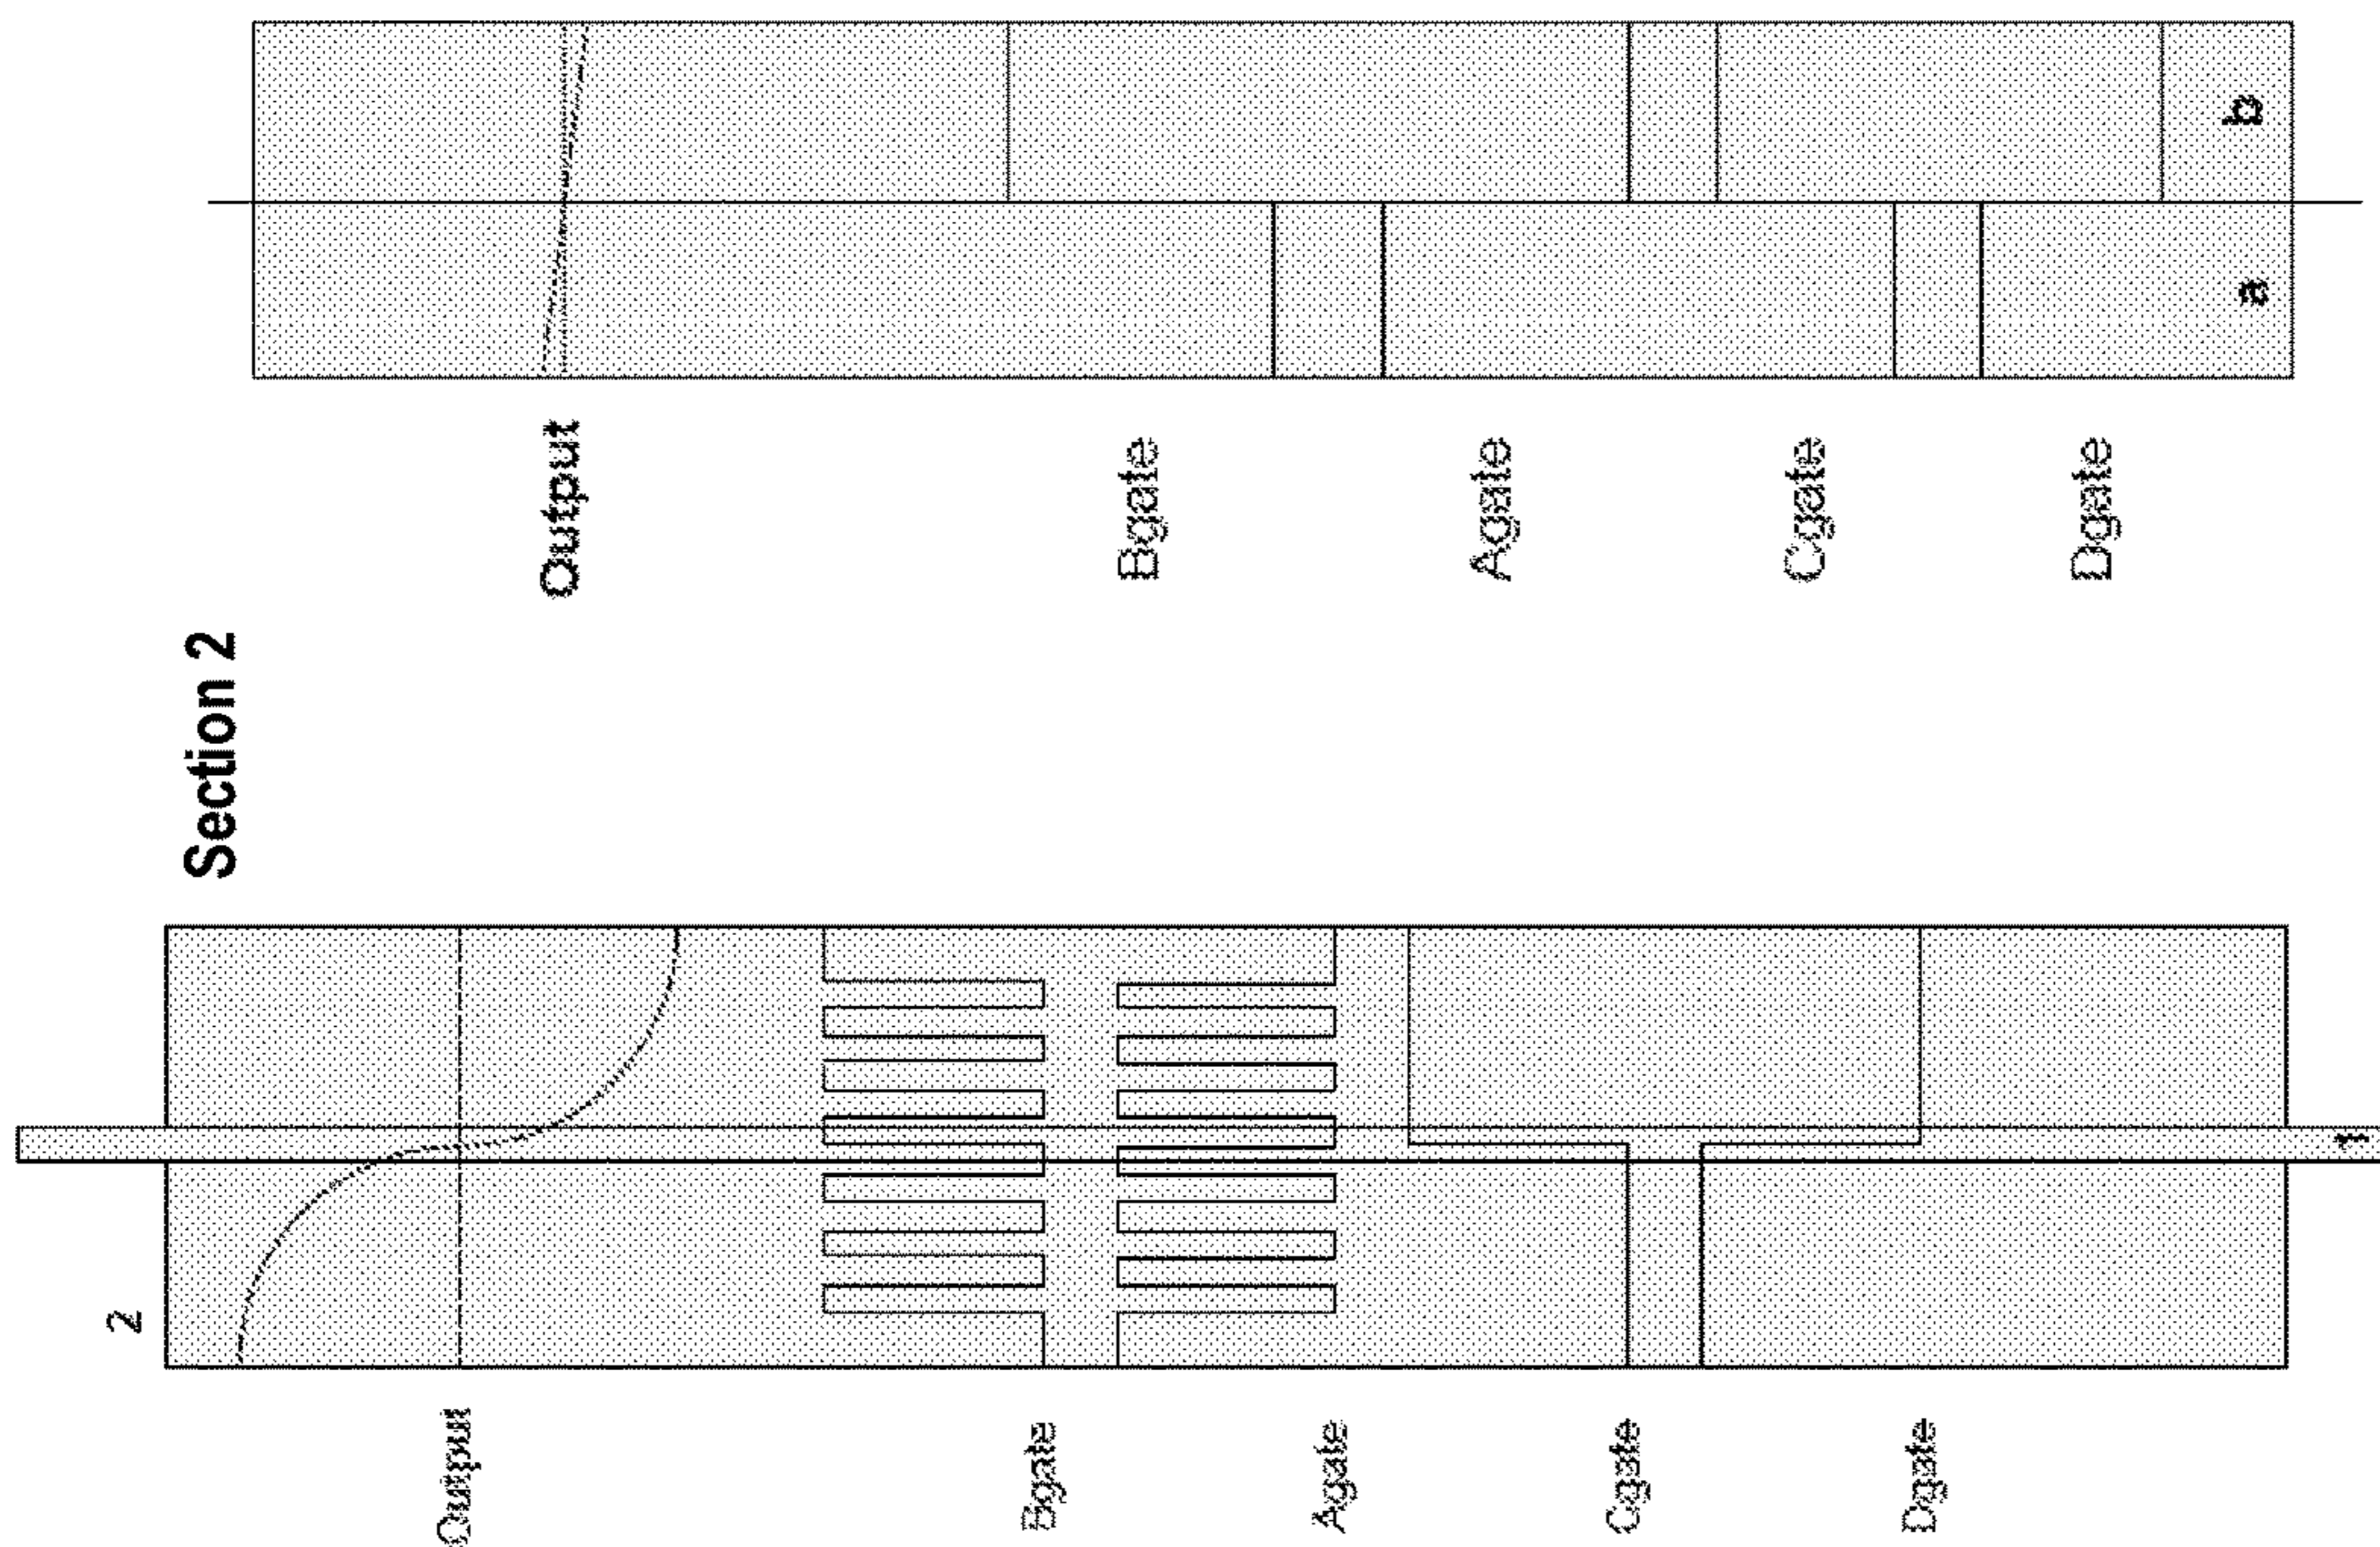 2
Output
Bgate
Agate
Cgate
Dgate
1
Section 2
Output
Bgate
Agate
Cgate
Dgate
a
b